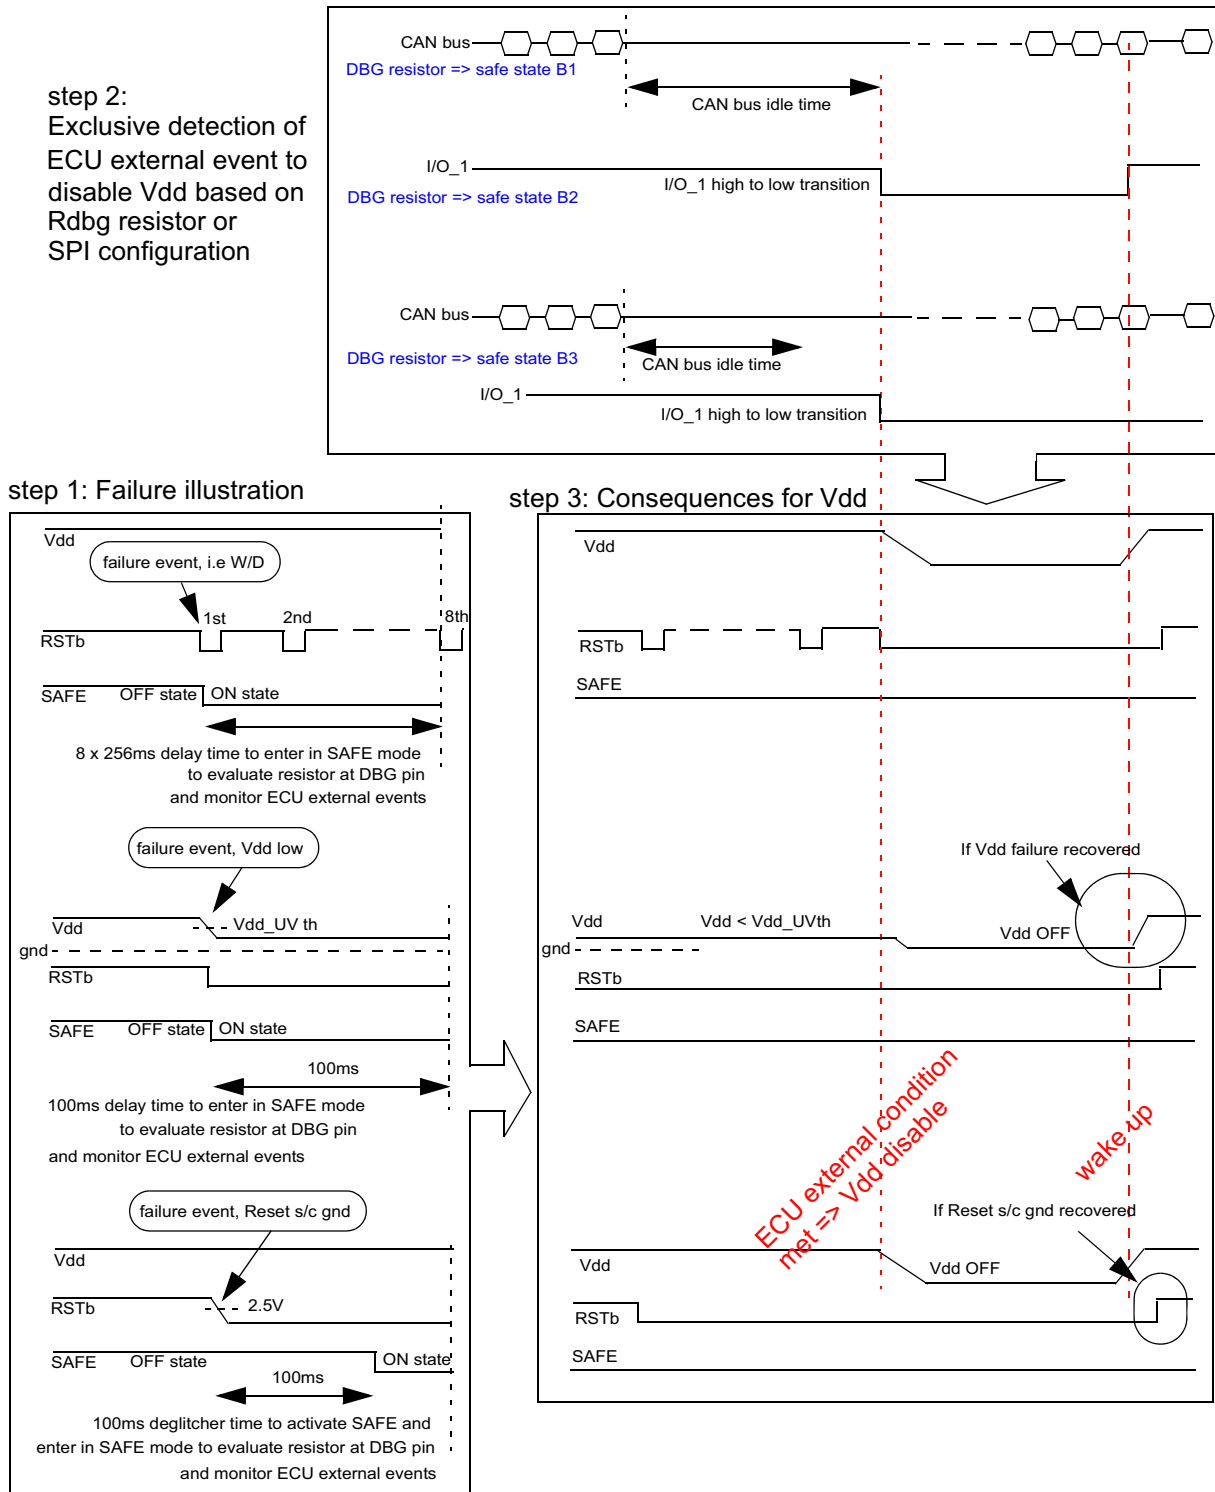 step 2:
Exclusive detection of
ECU external event to
disable Vdd based on
Rdbg resistor or
SPI configuration
CAN bus
DBG resistor => safe state B1
CAN bus idle time
I/O_1
I/O_1 high to low transition
DBG resistor => safe state B2
CAN bus
DBG resistor => safe state B3
CAN bus idle time
I/O_1
I/O_1 high to low transition
step 1: Failure illustration
Vdd
failure event, i.e W/D
1st
2nd
8th
RSTb
SAFE
OFF state
ON state
8 x 256ms delay time to enter in SAFE mode
to evaluate resistor at DBG pin
and monitor ECU external events
failure event, Vdd low
Vdd
Vdd_UV th
gnd
RSTb
SAFE
OFF state
ON state
100ms
100ms delay time to enter in SAFE mode
to evaluate resistor at DBG pin
and monitor ECU external events
failure event, Reset s/c gnd
Vdd
RSTb
2.5V
SAFE
OFF state
ON state
100ms
100ms deglitcher time to activate SAFE and
enter in SAFE mode to evaluate resistor at DBG pin
and monitor ECU external events
step 3: Consequences for Vdd
Vdd
RSTb
SAFE
If Vdd failure recovered
Vdd
Vdd < Vdd_UVth
Vdd OFF
gnd
RSTb
SAFE
ECU external condition
met => Vdd disable
wake up
If Reset s/c gnd recovered
Vdd
Vdd OFF
RSTb
SAFE